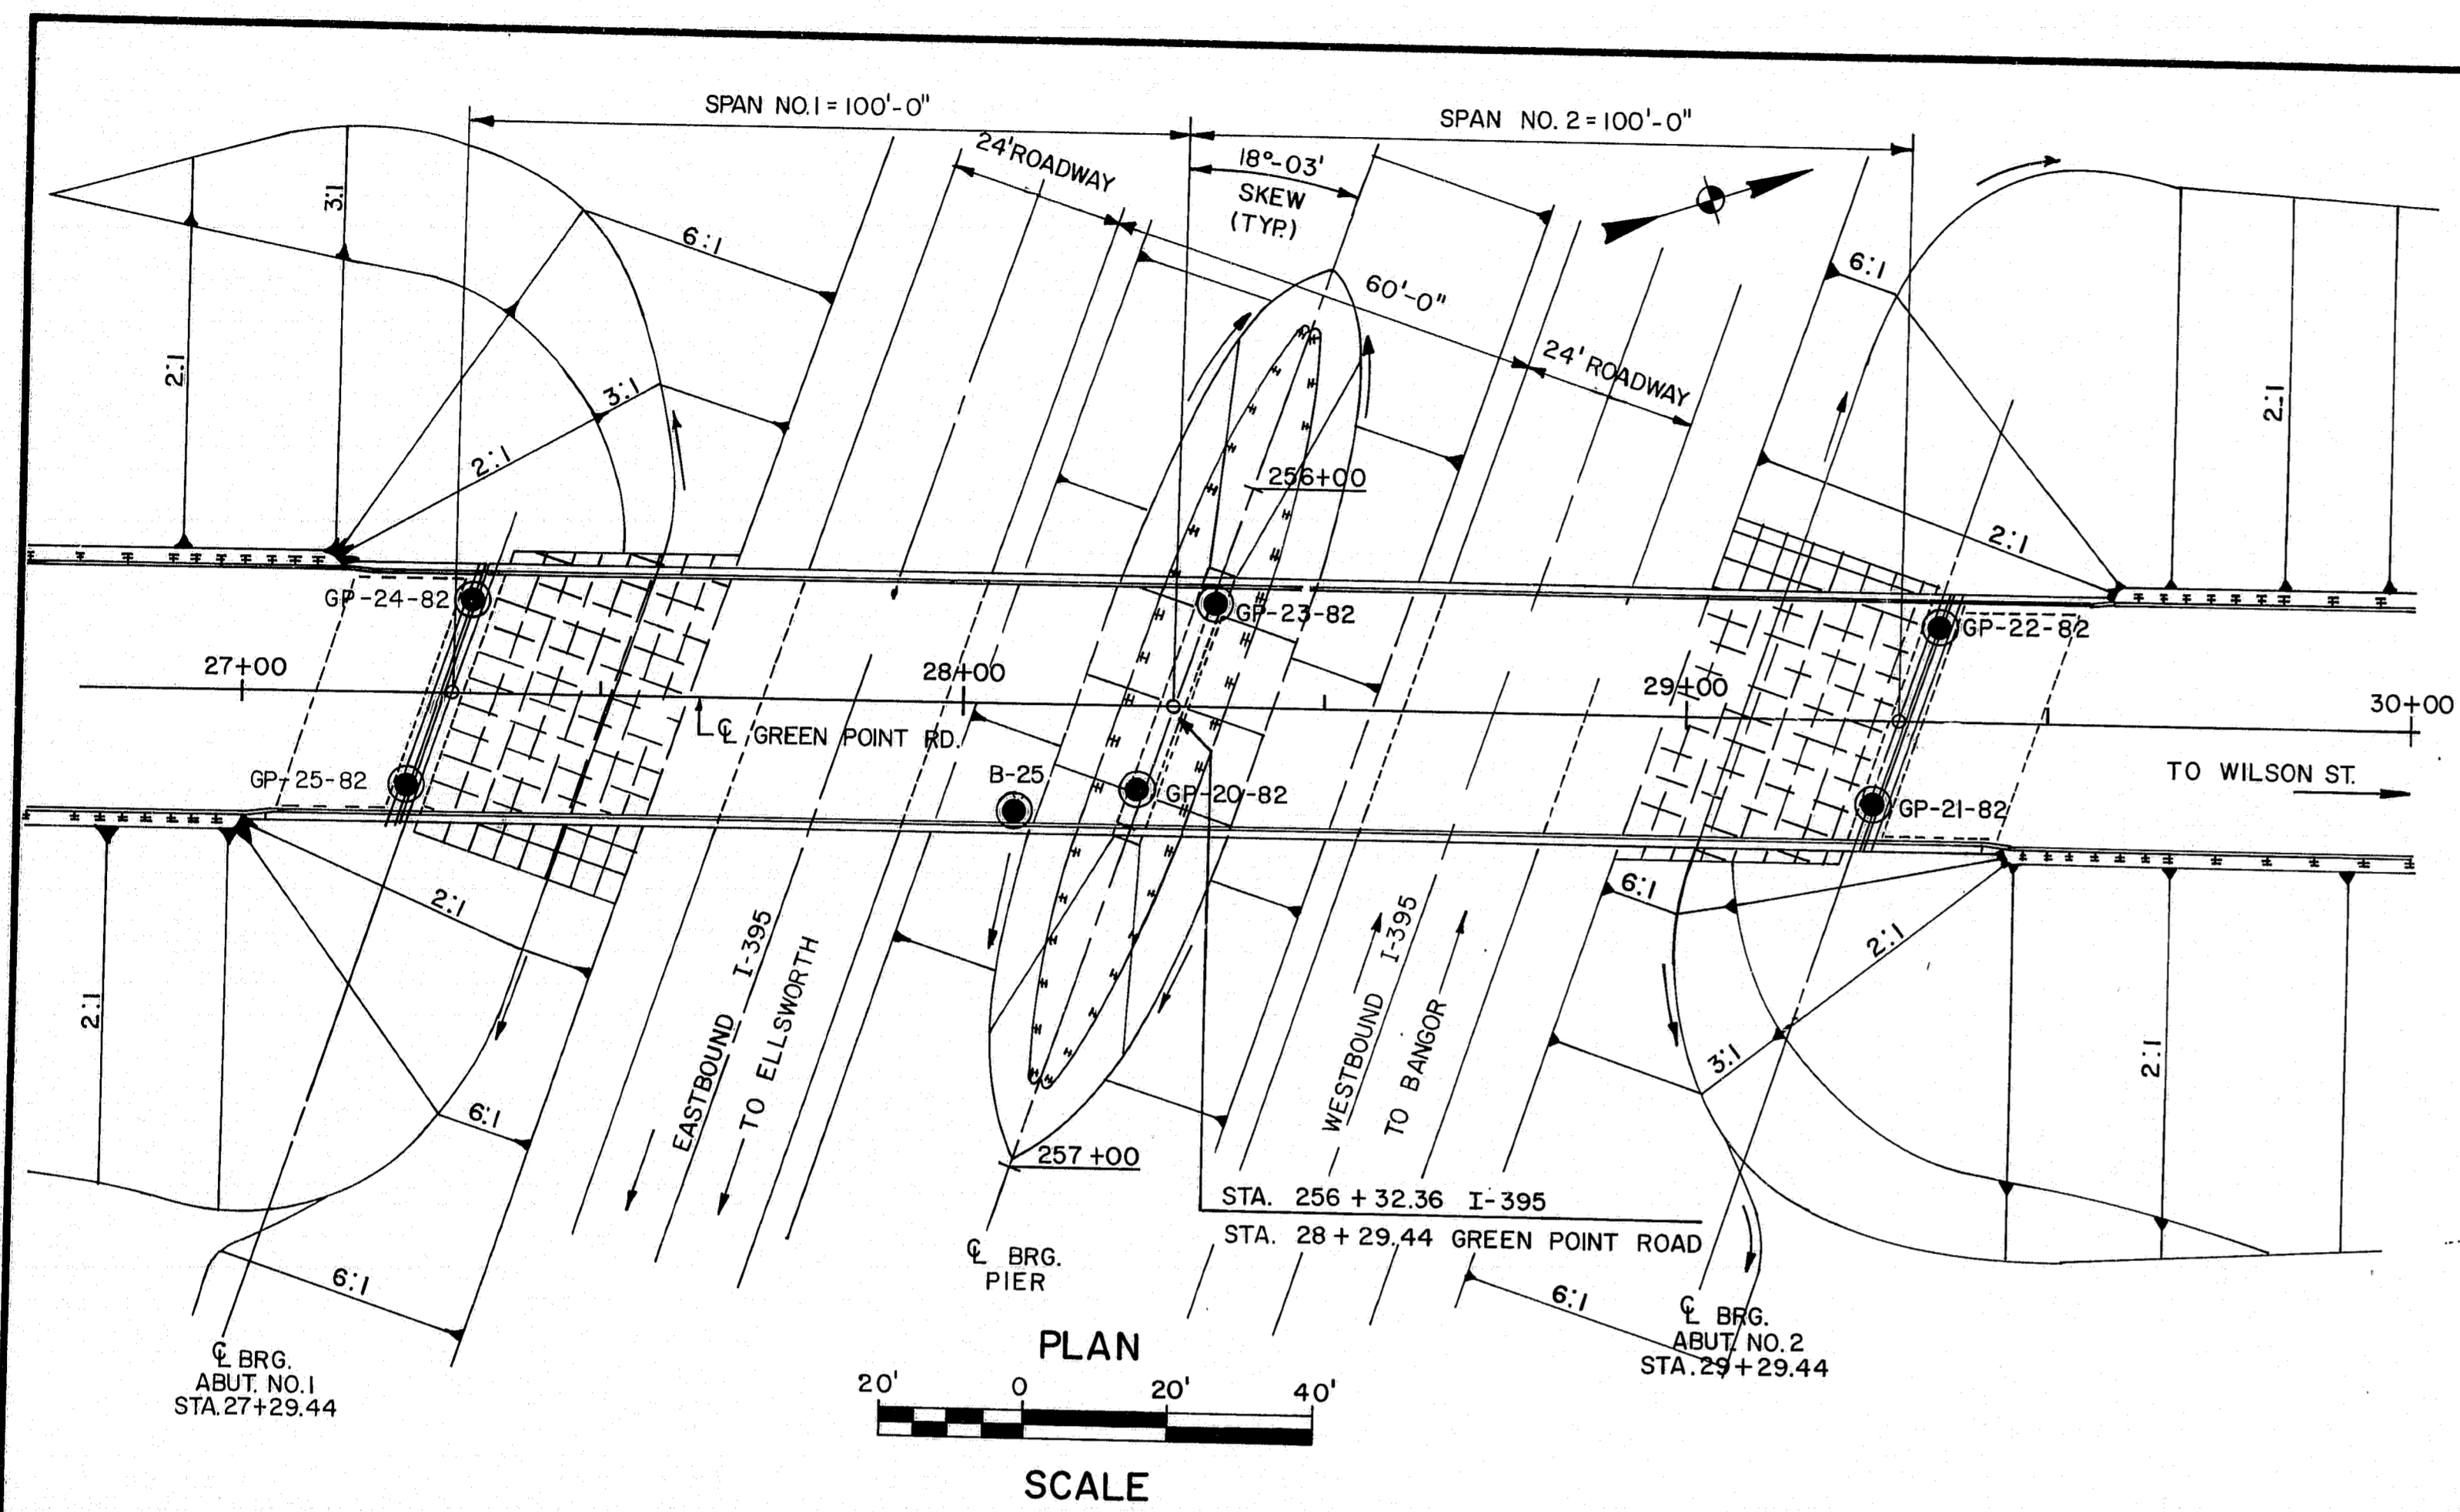 SPAN NO.1 = 100'-0"
SPAN NO. 2 = 100'-0"
24' ROADWAY
18°-03'
SKEW
(TYP.)
60'-0"
24' ROADWAY
3:1
6:1
6:1
2:1
3:1
2:1
2:1
2:1
256+00
GP-24-82
GP-23-82
GP-22-82
27+00
28+00
29+00
30+00
℄ GREEN POINT RD.
TO WILSON ST.
GP-25-82
B-25
GP-20-82
GP-21-82
2:1
2:1
6:1
2:1
3:1
2:1
EASTBOUND I-395
TO ELLSWORTH
WESTBOUND I-395
TO BANGOR
6:1
257+00
STA. 256 + 32.36 I-395
STA. 28 + 29.44 GREEN POINT ROAD
℄ BRG.
PIER
6:1
6:1
℄ BRG.
ABUT. NO.1
STA.27+29.44
℄ BRG.
ABUT. NO.2
STA.29+29.44
PLAN
20' 0 20' 40'
SCALE